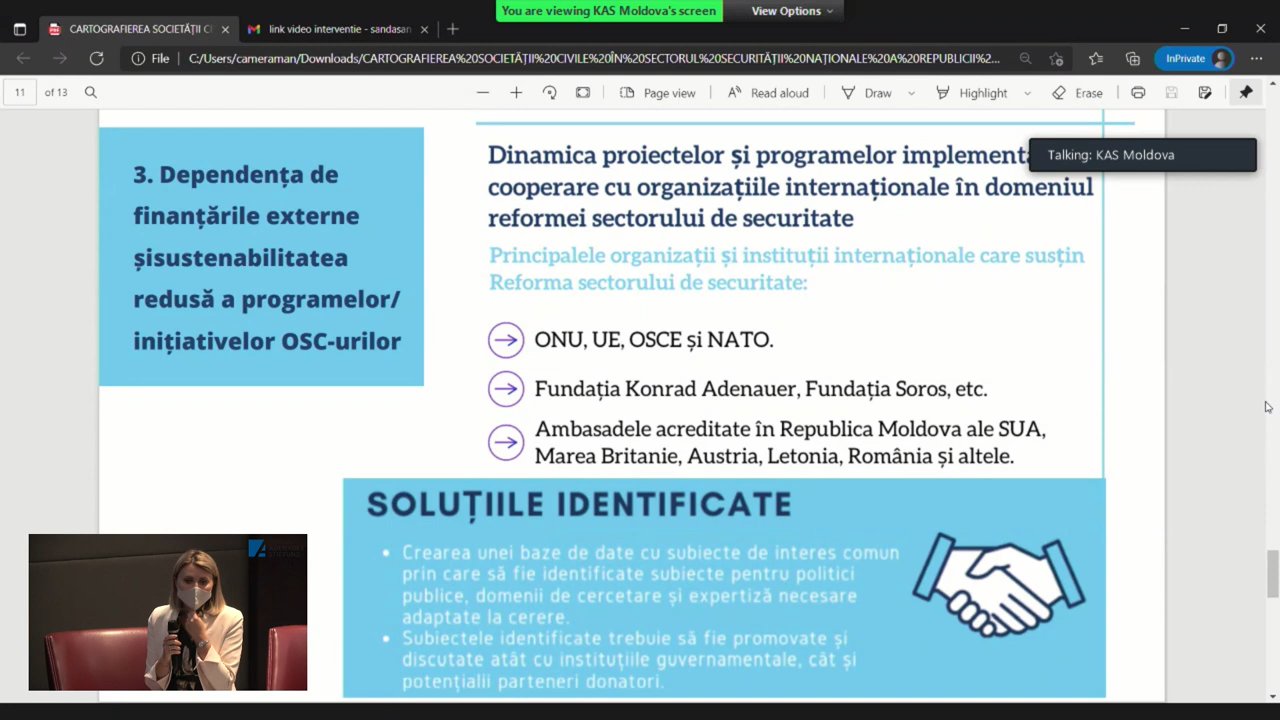 You are viewing KAS Moldova's screen
View Options
CARTOGRAFIEREA SOCIETĂȚII CI
link video interventie - sandasan
File
C:/Users/cameraman/Downloads/CARTOGRAFIEREA%20SOCIETĂȚII%20CIVILE%20ÎN%20SECTORUL%20SECURITĂȚII%20NAȚIONALE%20A%20REPUBLICII%2...
InPrivate
11 of 13
Page view
Read aloud
Draw
Highlight
Erase
Talking: KAS Moldova
3. Dependența de
finanțările externe
șisustenabilitatea
redusă a programelor/
inițiativelor OSC-urilor
Dinamica proiectelor și programelor implement
cooperare cu organizațiile internaționale în domeniul
reformei sectorului de securitate
Principalele organizații și instituții internaționale care susțin
Reforma sectorului de securitate:
ONU, UE, OSCE și NATO.
Fundația Konrad Adenauer, Fundația Soros, etc.
Ambasadele acreditate în Republica Moldova ale SUA,
Marea Britanie, Austria, Letonia, România și altele.
SOLUȚIILE IDENTIFICATE
• Crearea unei baze de date cu subiecte de interes comun
prin care să fie identificate subiecte pentru politici
publice, domenii de cercetare și expertiză necesare
adaptate la cerere.
• Subiectele identificate trebuie să fie promovate și
discutate atât cu instituțiile guvernamentale, cât și
potențialii parteneri donatori.